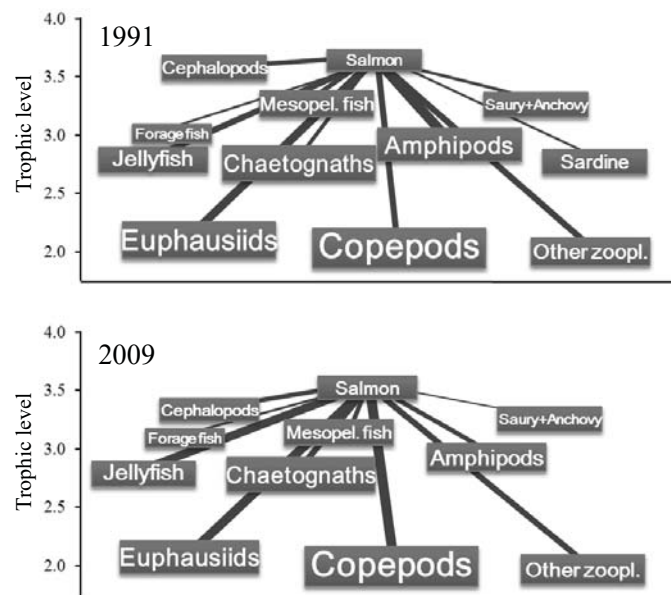 4.0
1991
Salmon
Cephalopods
3.5
Trophic level
Mesopel. fish
Saury+Anchovy
Forage fish
3.0
Amphipods
Jellyfish
Chaetognaths
Sardine
2.5
Euphausiids
Copepods
Other zoopl.
2.0
4.0
2009
3.5
Salmon
Cephalopods
Saury+Anchovy
Trophic level
Forage fish
Mesopel. fish
3.0
Amphipods
Jellyfish
Chaetognaths
2.5
Euphausiids
Copepods
Other zoopl.
2.0